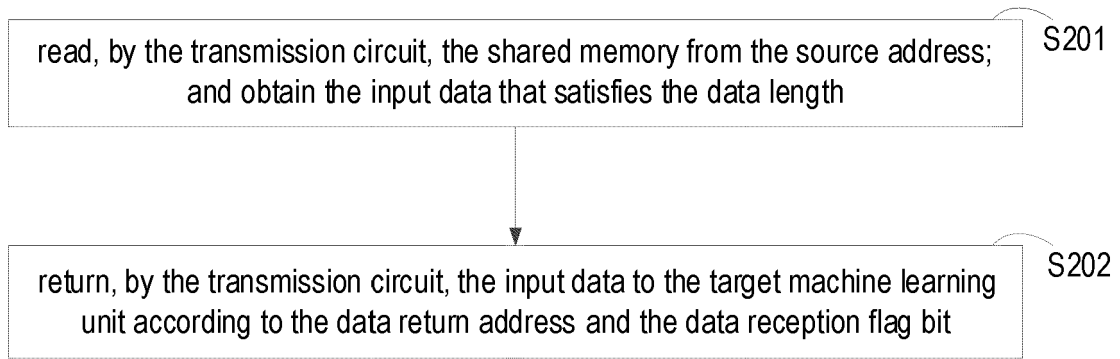 S201
read, by the transmission circuit, the shared memory from the source address;
and obtain the input data that satisfies the data length
S202
return, by the transmission circuit, the input data to the target machine learning
unit according to the data return address and the data reception flag bit